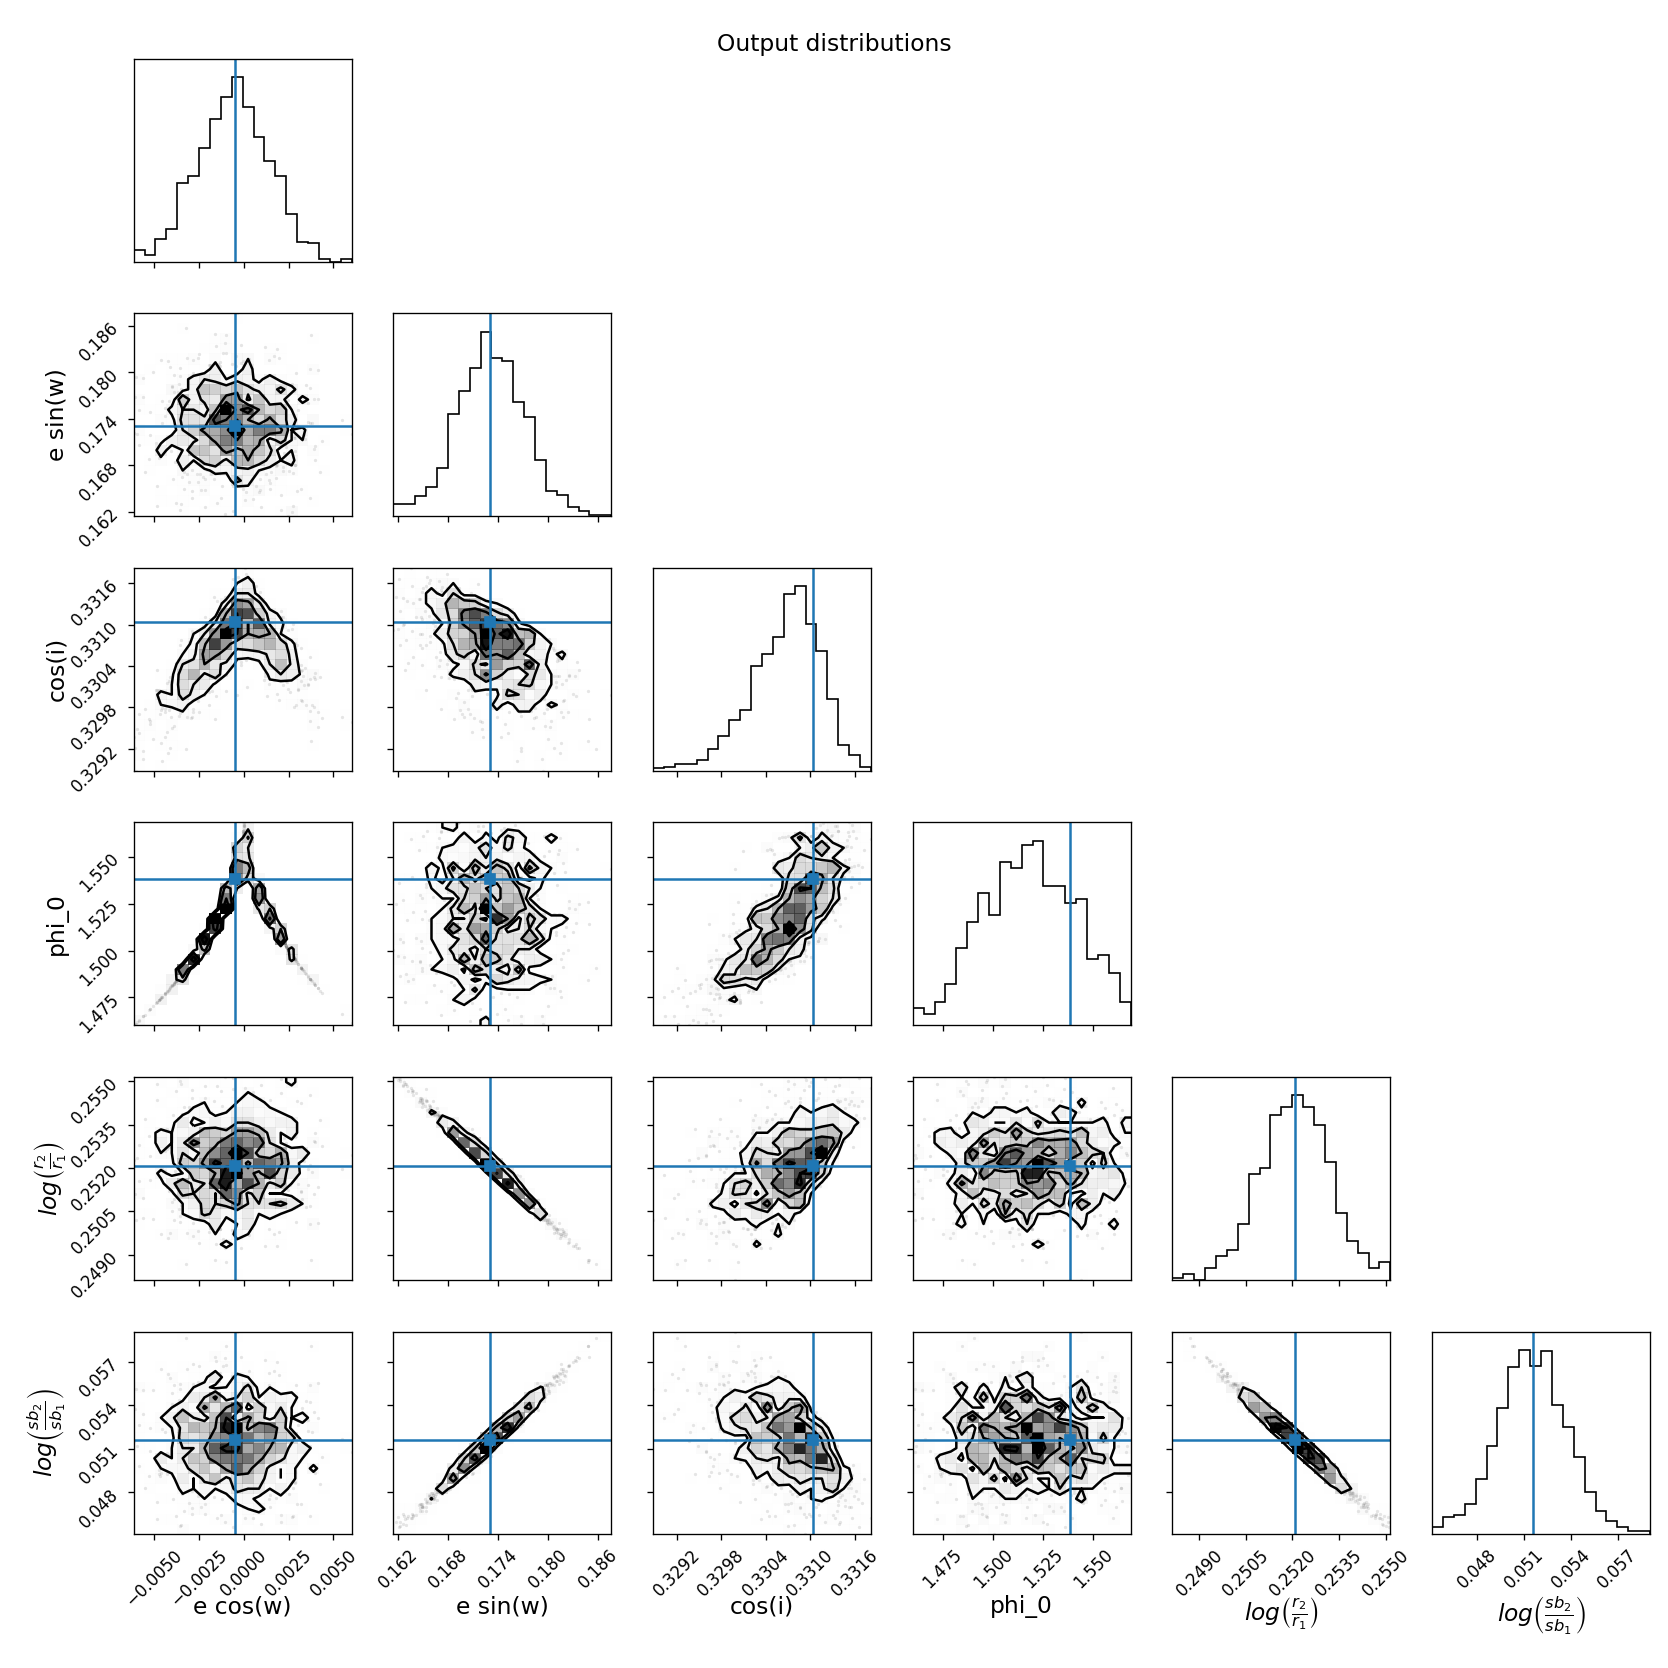 Output distributions
e sin(w)
0.186
0.180
0.174
0.168
0.162
cos(i)
0.3316
0.3310
0.3304
0.3298
0.3292
phi_0
1.550
1.525
1.500
1.475
log(r2/r1)
0.2550
0.2535
0.2520
0.2505
0.2490
log(sb2/sb1)
0.057
0.054
0.051
0.048
−0.0050 −0.0025 0.0000 0.0025 0.0050 0.162 0.168 0.174 0.180 0.186 0.3292 0.3298 0.3304 0.3310 0.3316 1.475 1.500 1.525 1.550 0.2490 0.2505 0.2520 0.2535 0.2550 0.048 0.051 0.054 0.057
e cos(w) e sin(w) cos(i) phi_0 log(r2/r1) log(sb2/sb1)